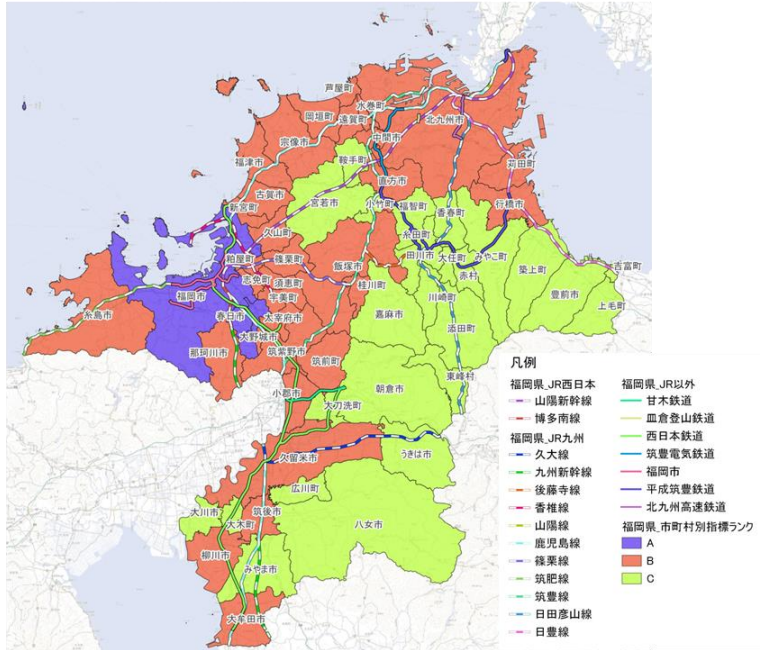 芦屋町
水巻町
岡垣町
遠賀町
北九州市
宗像市
中間市
鞍手町
苅田町
福津市
直方市
宮若市
古賀市
小竹町
福智町
行橋市
新宮町
香春町
久山町
糸田町
田川市
大任町
みやこ町
粕屋町
篠栗町
飯塚市
赤村
吉富町
志免町
須恵町
築上町
福岡市
宇美町
桂川町
川崎町
豊前市
糸島市
春日市
太宰府市
嘉麻市
上毛町
大野城市
添田町
那珂川市
筑紫野市
筑前町
東峰村
小郡市
朝倉市
大刀洗町
久留米市
うきは市
広川町
大川市
筑後市
大木町
八女市
柳川市
みやま市
大牟田市
凡例
福岡県_JR西日本
山陽新幹線
博多南線
福岡県_JR九州
久大線
九州新幹線
後藤寺線
香椎線
山陽線
鹿児島線
篠栗線
筑肥線
筑豊線
日田彦山線
日豊線
福岡県_JR以外
甘木鉄道
皿倉登山鉄道
西日本鉄道
筑豊電気鉄道
福岡市
平成筑豊鉄道
北九州高速鉄道
福岡県_市町村別指標ランク
A
B
C